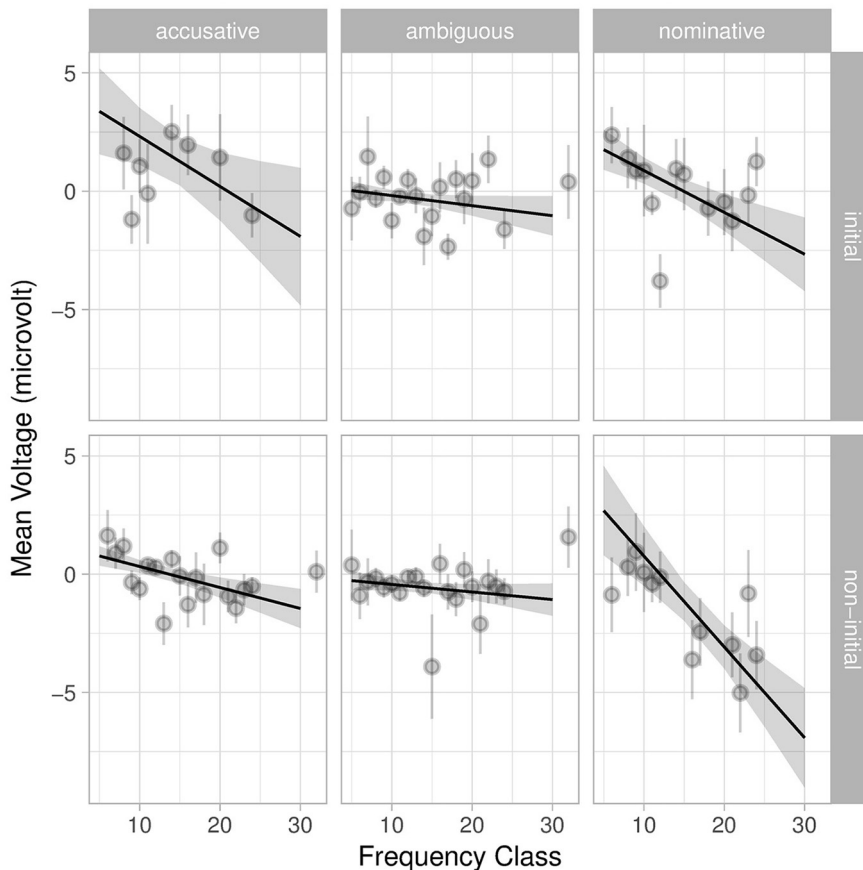 accusative
ambiguous
nominative
5
0
−5
initial
Mean Voltage (microvolt)
5
0
−5
non−initial
10
20
30
10
20
30
10
20
30
Frequency Class